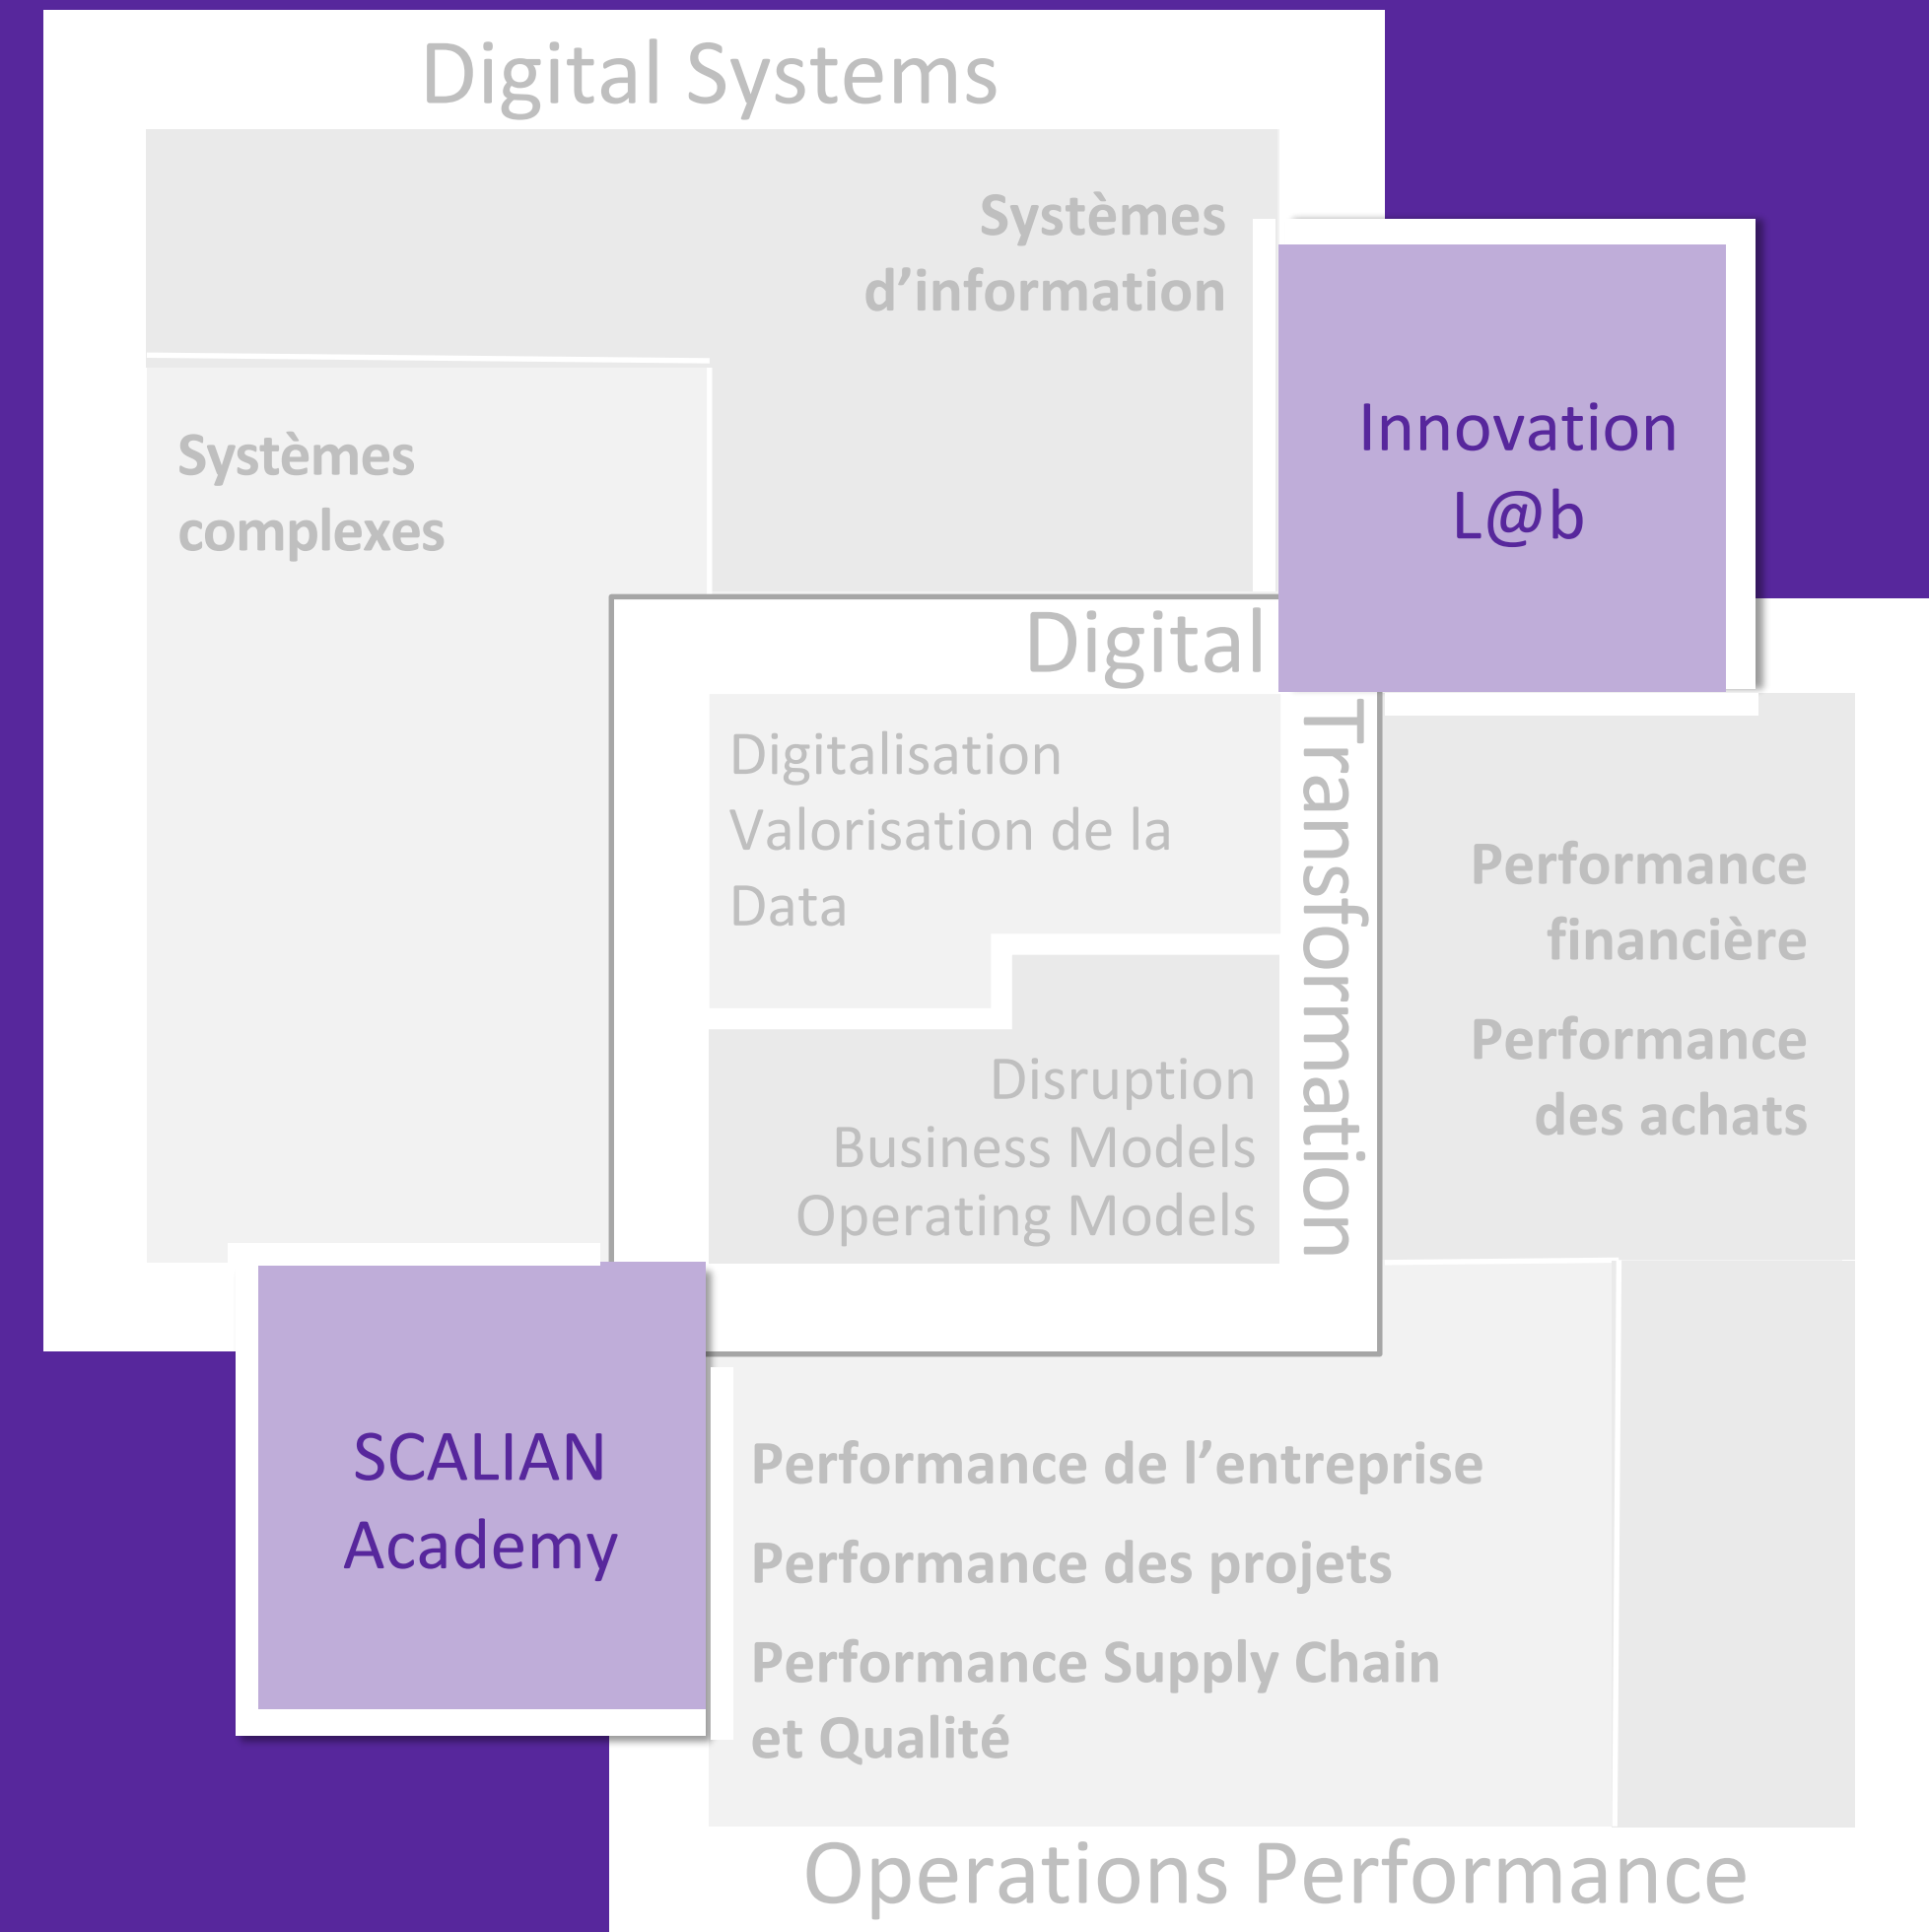 Digital Systems
Systèmes
d’information
Systèmes
complexes
Innovation
L@b
Digital
Transformation
Digitalisation
Valorisation de la
Data
Disruption
Business Models
Operating Models
Performance
financière
Performance
des achats
SCALIAN
Academy
Performance de l’entreprise
Performance des projets
Performance Supply Chain
et Qualité
Operations Performance